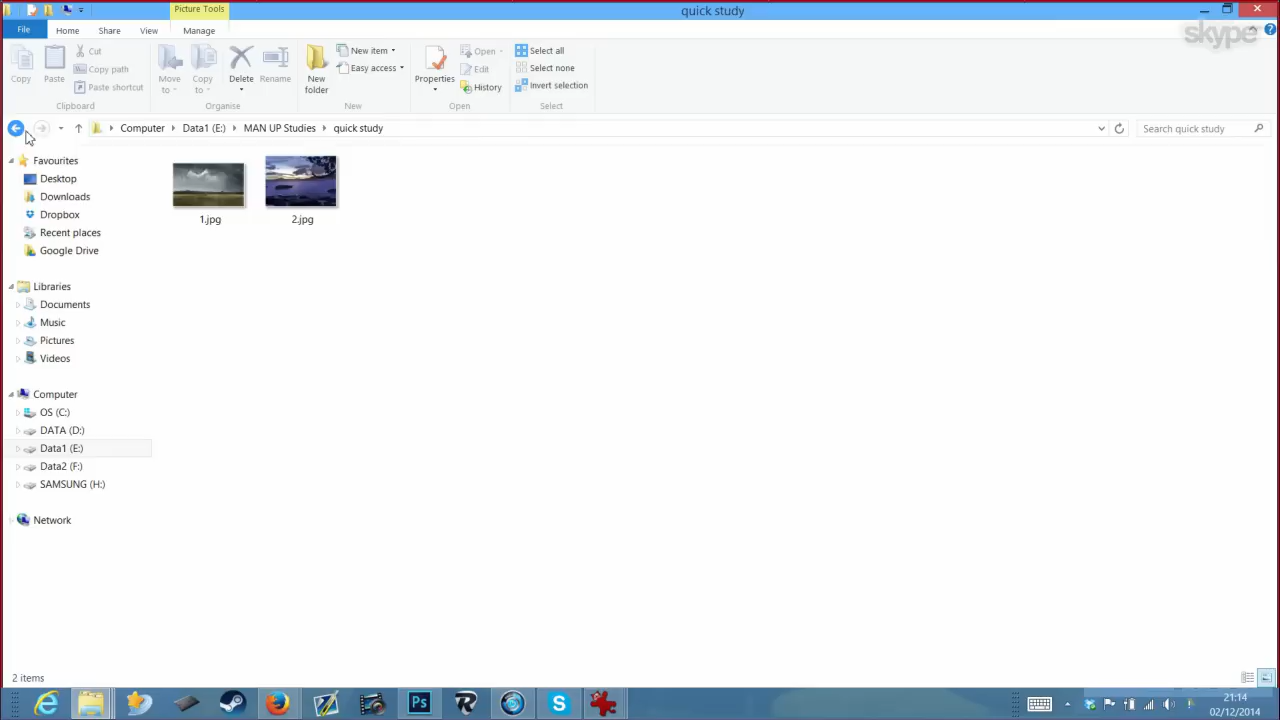 Picture Tools
quick study
File
Home
Share
View
Manage
skype
Copy
Paste
Cut
Copy path
Paste shortcut
Clipboard
Move to
Copy to
Delete
Rename
Organise
New folder
New item
Easy access
New
Properties
Open
Edit
History
Open
Select all
Select none
Invert selection
Select
Computer
Data1 (E:)
MAN UP Studies
quick study
Search quick study
Favourites
Desktop
Downloads
Dropbox
Recent places
Google Drive
Libraries
Documents
Music
Pictures
Videos
Computer
OS (C:)
DATA (D:)
Data1 (E:)
Data2 (F:)
SAMSUNG (H:)
Network
1.jpg
2.jpg
2 items
Ps
21:14
02/12/2014